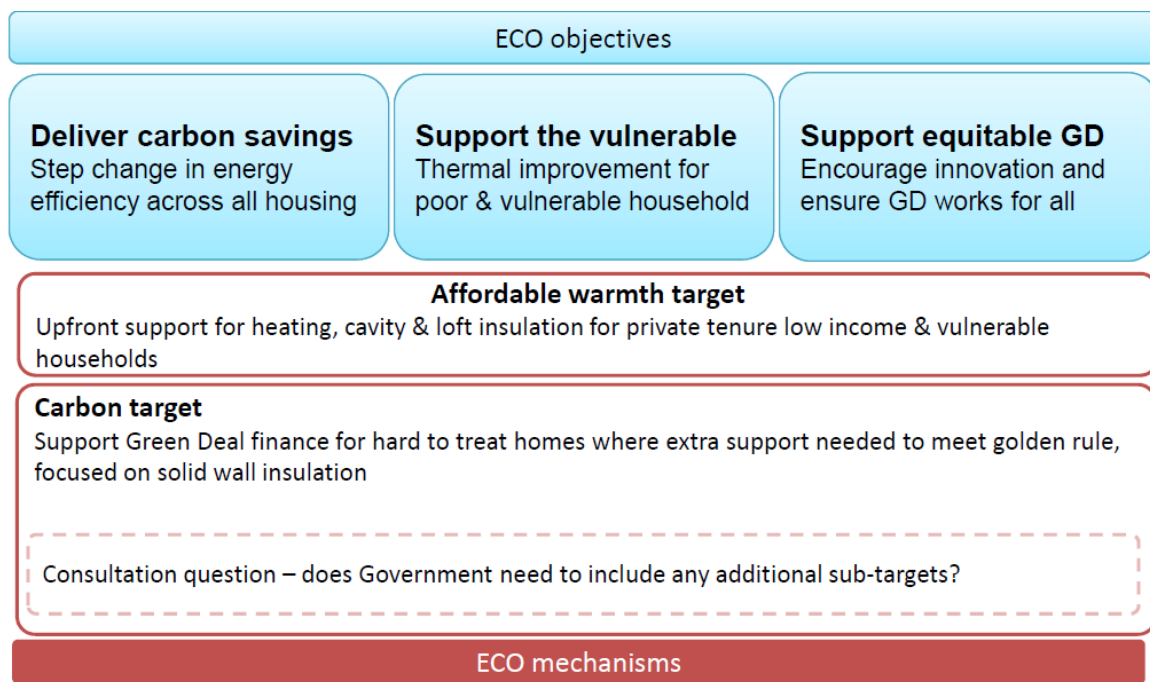 ECO objectives
Deliver carbon savings
Step change in energy
efficiency across all housing
Support the vulnerable
Thermal improvement for
poor & vulnerable household
Support equitable GD
Encourage innovation and
ensure GD works for all
Affordable warmth target
Upfront support for heating, cavity & loft insulation for private tenure low income & vulnerable
households
Carbon target
Support Green Deal finance for hard to treat homes where extra support needed to meet golden rule,
focused on solid wall insulation
Consultation question – does Government need to include any additional sub-targets?
ECO mechanisms